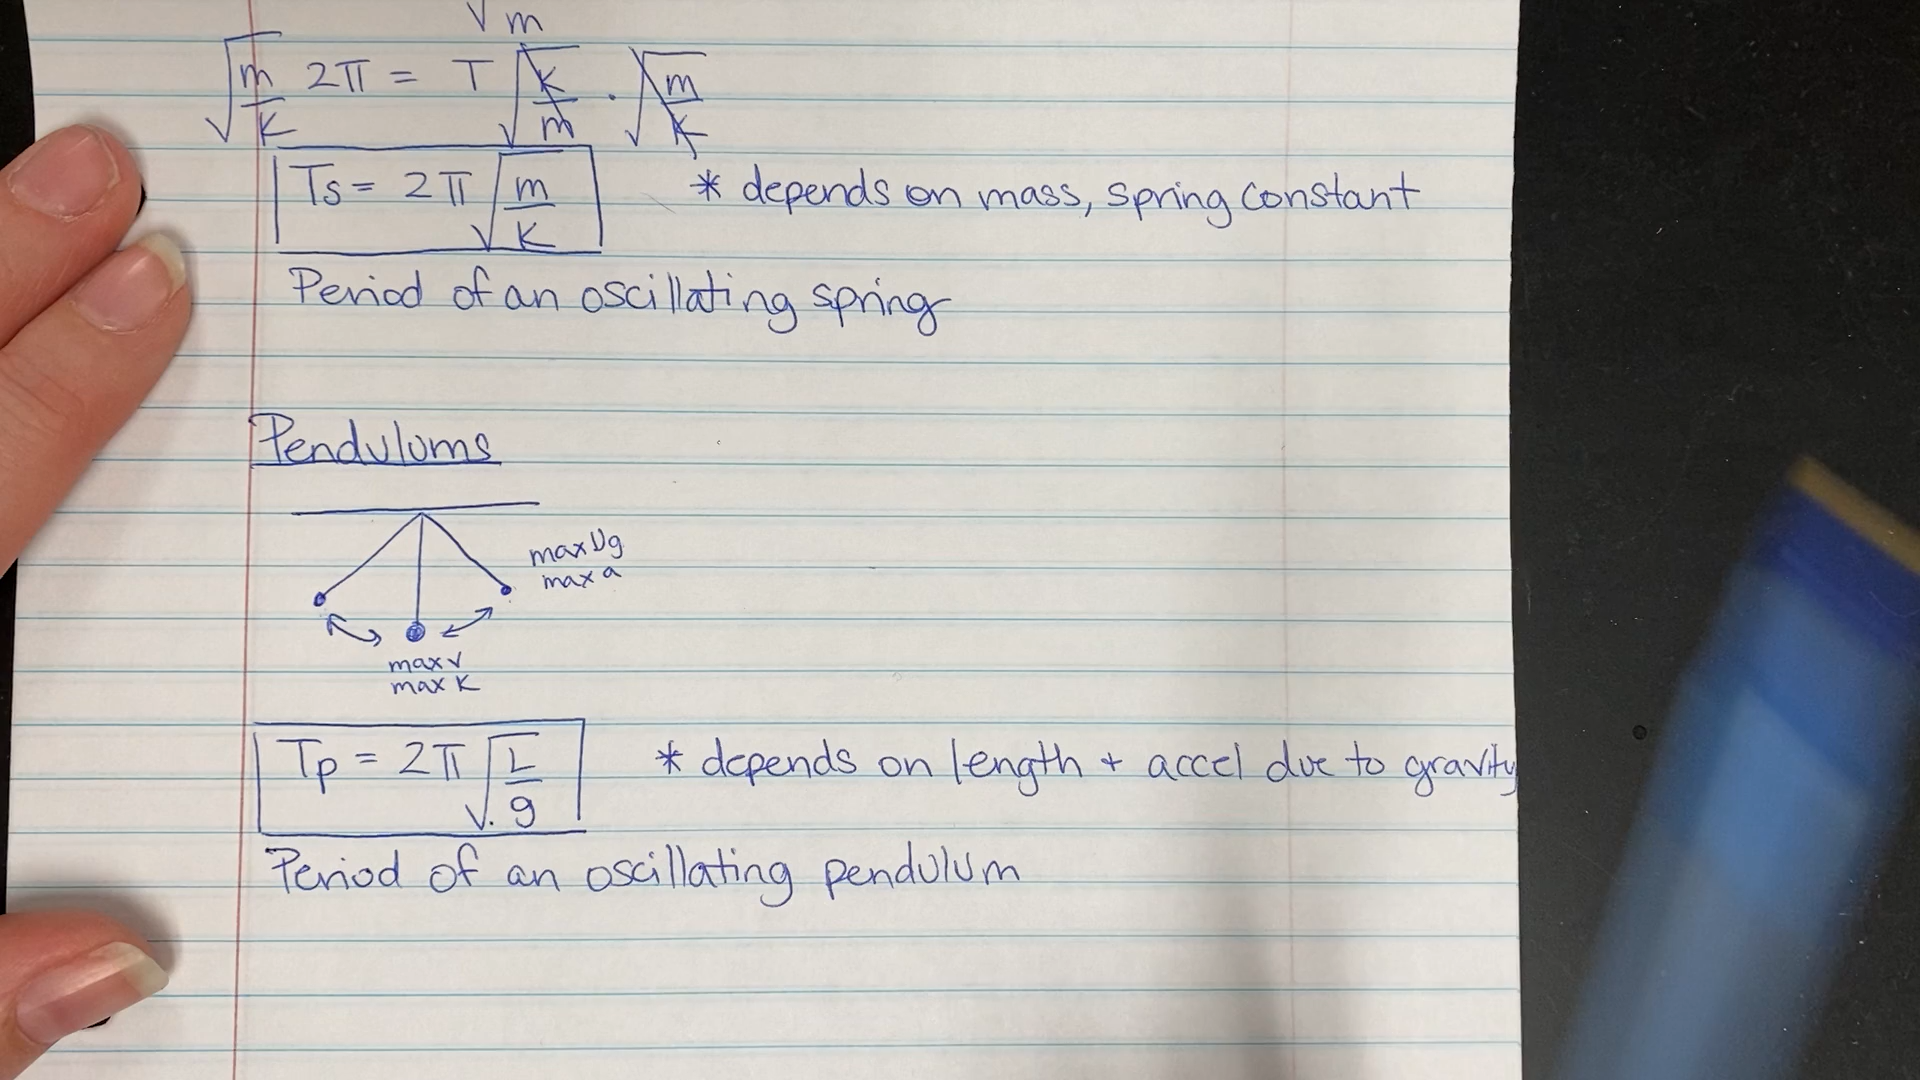 √m
√m/k 2π = T √k/m · √m/k
Ts = 2π √m/k * depends on mass, spring constant
Period of an oscillating spring
Pendulums
max Ug
max a
max v
max K
Tp = 2π √L/g * depends on length + accel due to gravity
Period of an oscillating pendulum